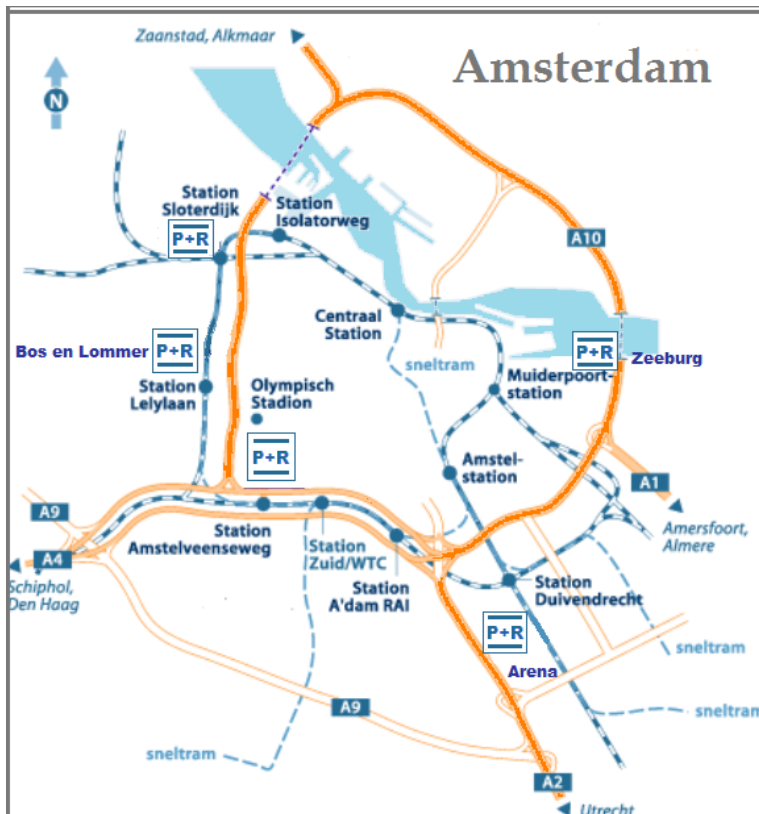 Zaanstad, Alkmaar
Amsterdam
N
Station
Sloterdijk
P+R
Station
Isolatorweg
A10
Centraal
Station
Bos en Lommer
P+R
P+R
Zeeburg
sneltram
Muiderpoort-
station
Station
Lelylaan
Olympisch
Stadion
P+R
Amstel-
station
A1
Amersfoort,
Almere
A9
A4
Schiphol,
Den Haag
Station
Amstelveenseweg
Station
Zuid/WTC
Station
A'dam RAI
Station
Duivendrecht
P+R
Arena
sneltram
A9
sneltram
sneltram
A2
Utrecht